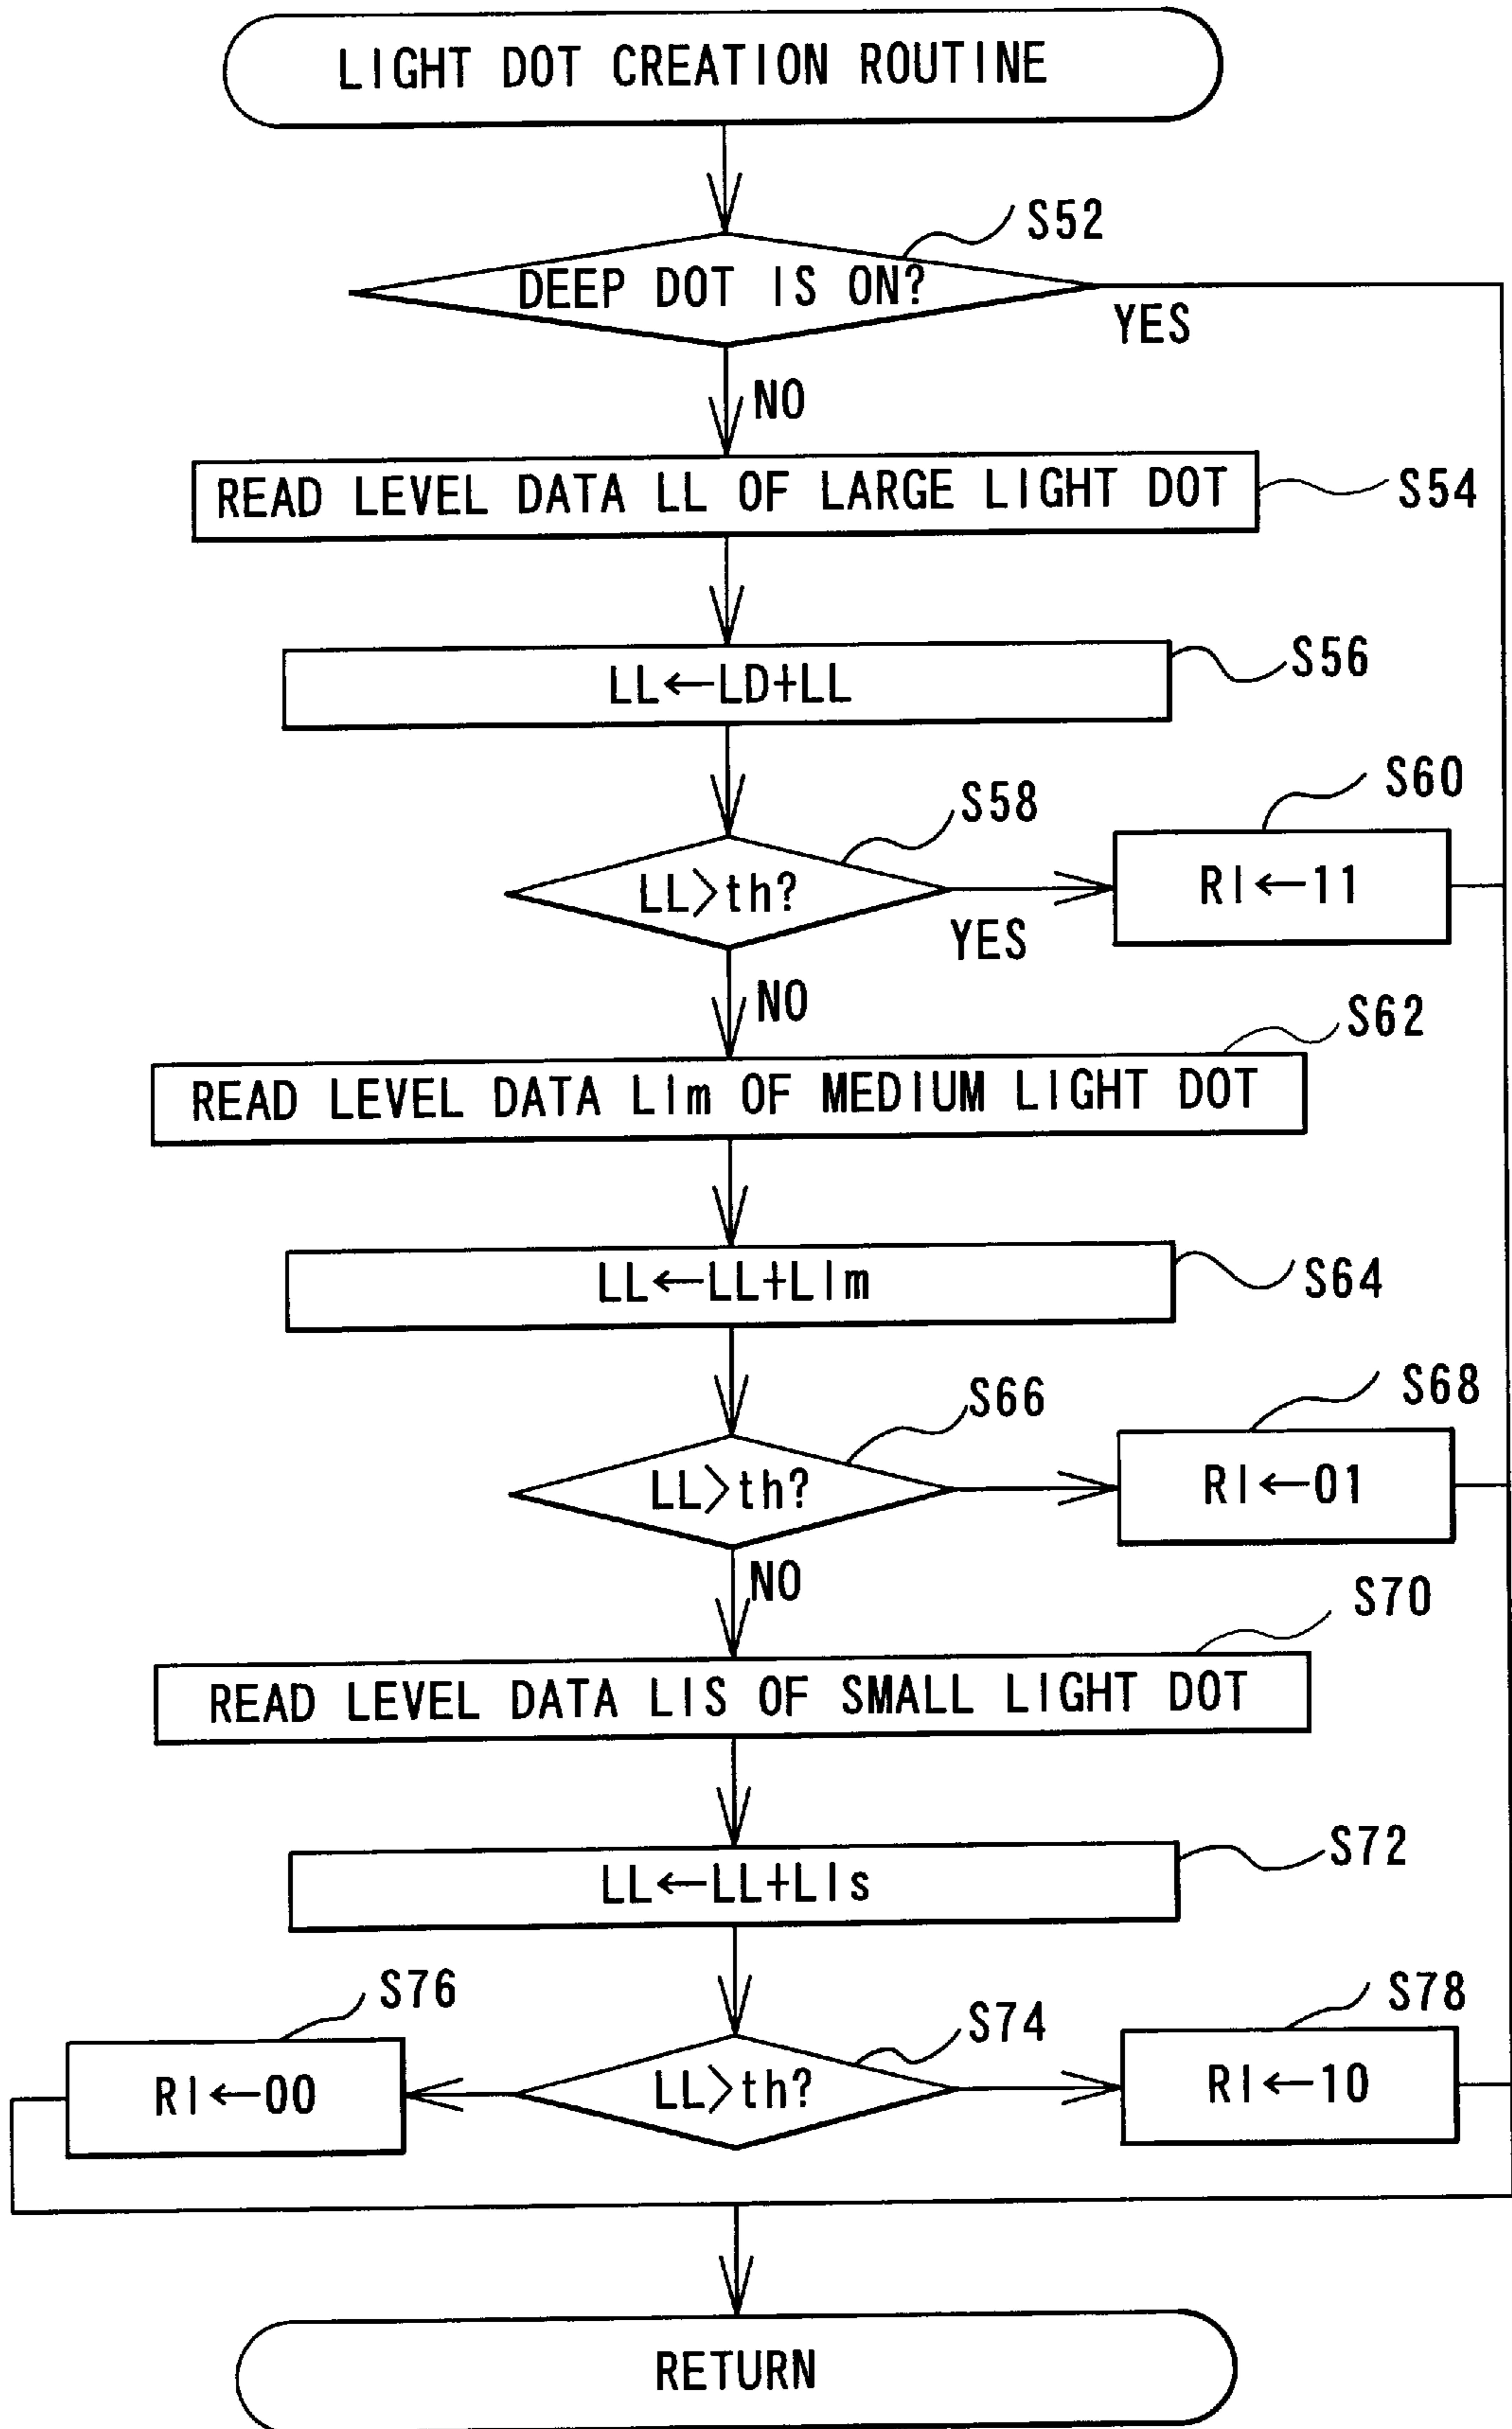 LIGHT DOT CREATION ROUTINE
S52
DEEP DOT IS ON?
YES
NO
READ LEVEL DATA LL OF LARGE LIGHT DOT
S54
LL←LD+LL
S56
S58
S60
LL>th?
RI←11
YES
NO
S62
READ LEVEL DATA LIm OF MEDIUM LIGHT DOT
LL←LL+LIm
S64
S66
S68
LL>th?
RI←01
NO
S70
READ LEVEL DATA LIS OF SMALL LIGHT DOT
LL←LL+LIs
S72
S76
S74
S78
RI←00
LL>th?
RI←10
RETURN